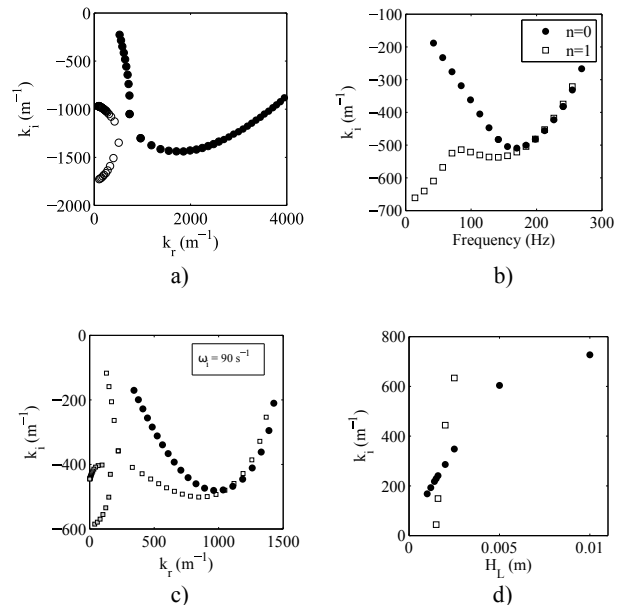 0
−500
−1000
−1500
−2000
0 1000 2000 3000 4000
k_i (m⁻¹)
k_r (m⁻¹)
a)
−100
−200
−300
−400
−500
−600
−700
0 100 200 300
k_i (m⁻¹)
Frequency (Hz)
n=0
n=1
b)
0
−200
−400
−600
0 500 1000 1500
k_i (m⁻¹)
k_r (m⁻¹)
ω_i = 90 s⁻¹
c)
800
600
400
200
0
0 0.005 0.01
k_i (m⁻¹)
H_L (m)
d)